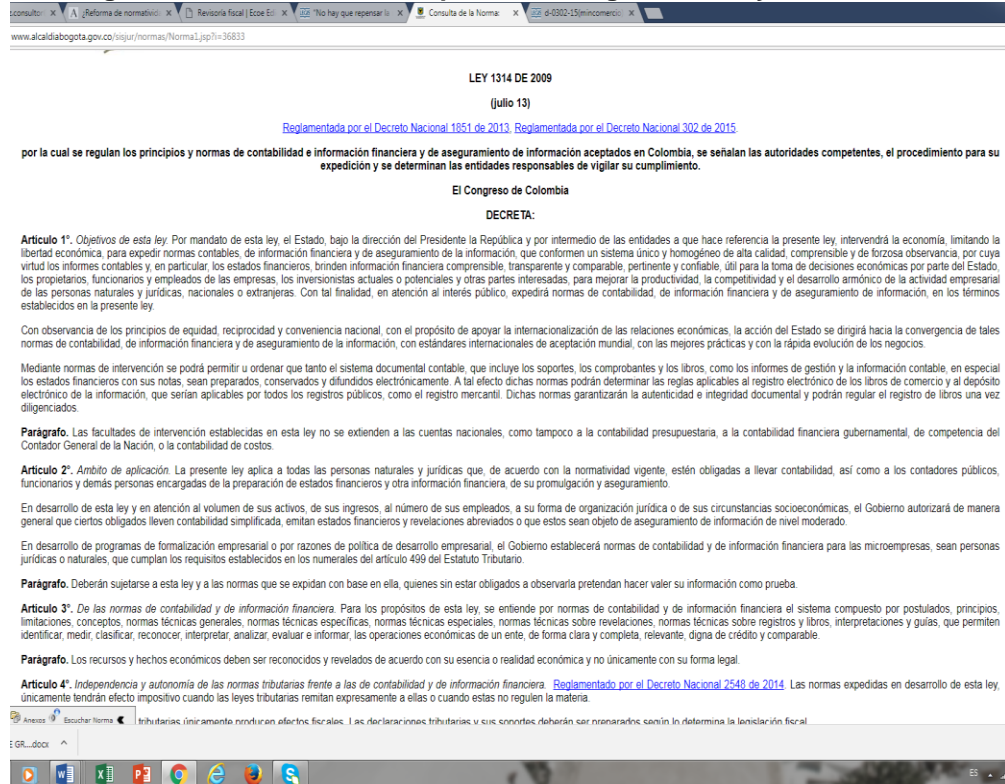 z.consultor
¿Reforma de normativid
Revisoría fiscal | Ecoe Edi
"No hay que repensar la
Consulta de la Norma:
d-0302-15(mincomercio)
www.alcaldiabogota.gov.co/sisjur/normas/Norma1.jsp?i=36833
LEY 1314 DE 2009
(julio 13)
Reglamentada por el Decreto Nacional 1851 de 2013, Reglamentada por el Decreto Nacional 302 de 2015.
por la cual se regulan los principios y normas de contabilidad e información financiera y de aseguramiento de información aceptados en Colombia, se señalan las autoridades competentes, el procedimiento para su
expedición y se determinan las entidades responsables de vigilar su cumplimiento.
El Congreso de Colombia
DECRETA:
Artículo 1°. Objetivos de esta ley. Por mandato de esta ley, el Estado, bajo la dirección del Presidente la República y por intermedio de las entidades a que hace referencia la presente ley, intervendrá la economía, limitando la
libertad económica, para expedir normas contables, de información financiera y de aseguramiento de la información, que conformen un sistema único y homogéneo de alta calidad, comprensible y de forzosa observancia, por cuya
virtud los informes contables y, en particular, los estados financieros, brinden información financiera comprensible, transparente y comparable, pertinente y confiable, útil para la toma de decisiones económicas por parte del Estado,
los propietarios, funcionarios y empleados de las empresas, los inversionistas actuales o potenciales y otras partes interesadas, para mejorar la productividad, la competitividad y el desarrollo armónico de la actividad empresarial
de las personas naturales y jurídicas, nacionales o extranjeras. Con tal finalidad, en atención al interés público, expedirá normas de contabilidad, de información financiera y de aseguramiento de información, en los términos
establecidos en la presente ley.
Con observancia de los principios de equidad, reciprocidad y conveniencia nacional, con el propósito de apoyar la internacionalización de las relaciones económicas, la acción del Estado se dirigirá hacia la convergencia de tales
normas de contabilidad, de información financiera y de aseguramiento de la información, con estándares internacionales de aceptación mundial, con las mejores prácticas y con la rápida evolución de los negocios.
Mediante normas de intervención se podrá permitir u ordenar que tanto el sistema documental contable, que incluye los soportes, los comprobantes y los libros, como los informes de gestión y la información contable, en especial
los estados financieros con sus notas, sean preparados, conservados y difundidos electrónicamente. A tal efecto dichas normas podrán determinar las reglas aplicables al registro electrónico de los libros de comercio y al depósito
electrónico de la información, que serían aplicables por todos los registros públicos, como el registro mercantil. Dichas normas garantizarán la autenticidad e integridad documental y podrán regular el registro de libros una vez
diligenciados.
Parágrafo. Las facultades de intervención establecidas en esta ley no se extienden a las cuentas nacionales, como tampoco a la contabilidad presupuestaria, a la contabilidad financiera gubernamental, de competencia del
Contador General de la Nación, o la contabilidad de costos.
Artículo 2°. Ambito de aplicación. La presente ley aplica a todas las personas naturales y jurídicas que, de acuerdo con la normatividad vigente, estén obligadas a llevar contabilidad, así como a los contadores públicos,
funcionarios y demás personas encargadas de la preparación de estados financieros y otra información financiera, de su promulgación y aseguramiento.
En desarrollo de esta ley y en atención al volumen de sus activos, de sus ingresos, al número de sus empleados, a su forma de organización jurídica o de sus circunstancias socioeconómicas, el Gobierno autorizará de manera
general que ciertos obligados lleven contabilidad simplificada, emitan estados financieros y revelaciones abreviados o que estos sean objeto de aseguramiento de información de nivel moderado.
En desarrollo de programas de formalización empresarial o por razones de política de desarrollo empresarial, el Gobierno establecerá normas de contabilidad y de información financiera para las microempresas, sean personas
jurídicas o naturales, que cumplan los requisitos establecidos en los numerales del artículo 499 del Estatuto Tributario.
Parágrafo. Deberán sujetarse a esta ley y a las normas que se expidan con base en ella, quienes sin estar obligados a observarla pretendan hacer valer su información como prueba.
Artículo 3°. De las normas de contabilidad y de información financiera. Para los propósitos de esta ley, se entiende por normas de contabilidad y de información financiera el sistema compuesto por postulados, principios,
limitaciones, conceptos, normas técnicas generales, normas técnicas específicas, normas técnicas especiales, normas técnicas sobre revelaciones, normas técnicas sobre registros y libros, interpretaciones y guías, que permiten
identificar, medir, clasificar, reconocer, interpretar, analizar, evaluar e informar, las operaciones económicas de un ente, de forma clara y completa, relevante, digna de crédito y comparable.
Parágrafo. Los recursos y hechos económicos deben ser reconocidos y revelados de acuerdo con su esencia o realidad económica y no únicamente con su forma legal.
Artículo 4°. Independencia y autonomía de las normas tributarias frente a las de contabilidad y de información financiera. Reglamentado por el Decreto Nacional 2548 de 2014. Las normas expedidas en desarrollo de esta ley,
únicamente tendrán efecto impositivo cuando las leyes tributarias remitan expresamente a ellas o cuando estas no regulen la materia.
Anexos Escuchar Norma tributarias únicamente producen efectos fiscales. Las declaraciones tributarias y sus soportes deberán ser preparados según lo determina la legislación fiscal
E GR....docx
ES